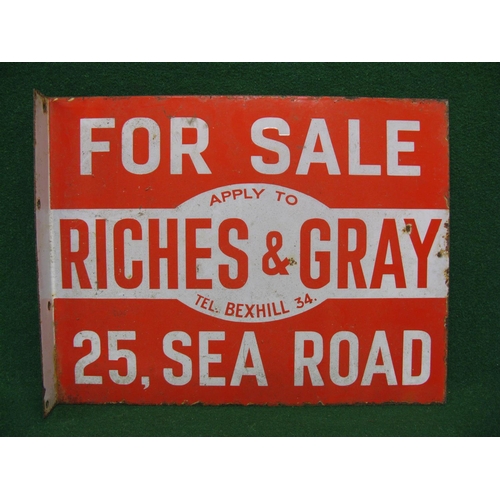 FOR SALE
APPLY TO
RICHES & GRAY
TEL. BEXHILL 34.
25, SEA ROAD